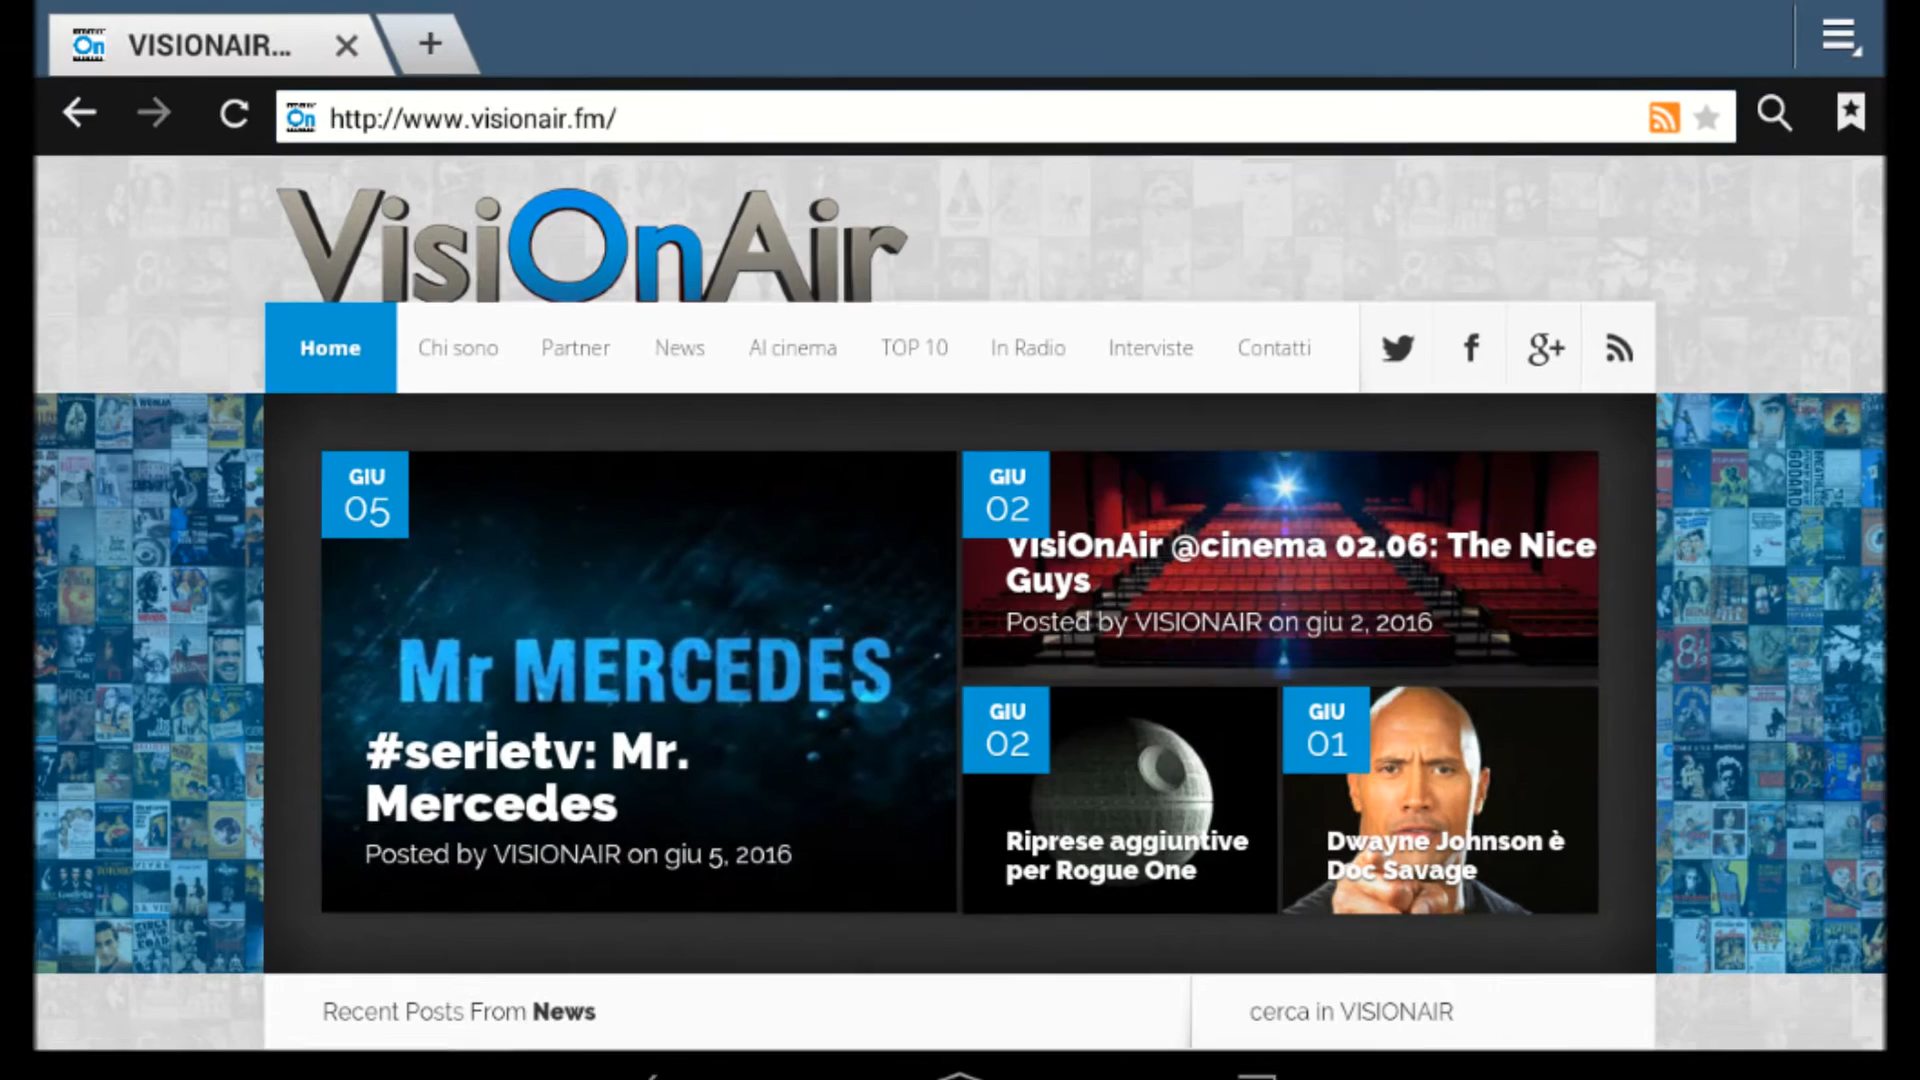 On VISIONAIR...
On http://www.visionair.fm/
VisiOnAir
Home Chi sono Partner News Al cinema TOP 10 In Radio Interviste Contatti g+
GIU
05
Mr MERCEDES
#serietv: Mr.
Mercedes
Posted by VISIONAIR on giu 5, 2016
GIU
02
VisiOnAir @cinema 02.06: The Nice
Guys
Posted by VISIONAIR on giu 2, 2016
GIU
02
Riprese aggiuntive
per Rogue One
GIU
01
Dwayne Johnson è
Doc Savage
Recent Posts From News
cerca in VISIONAIR